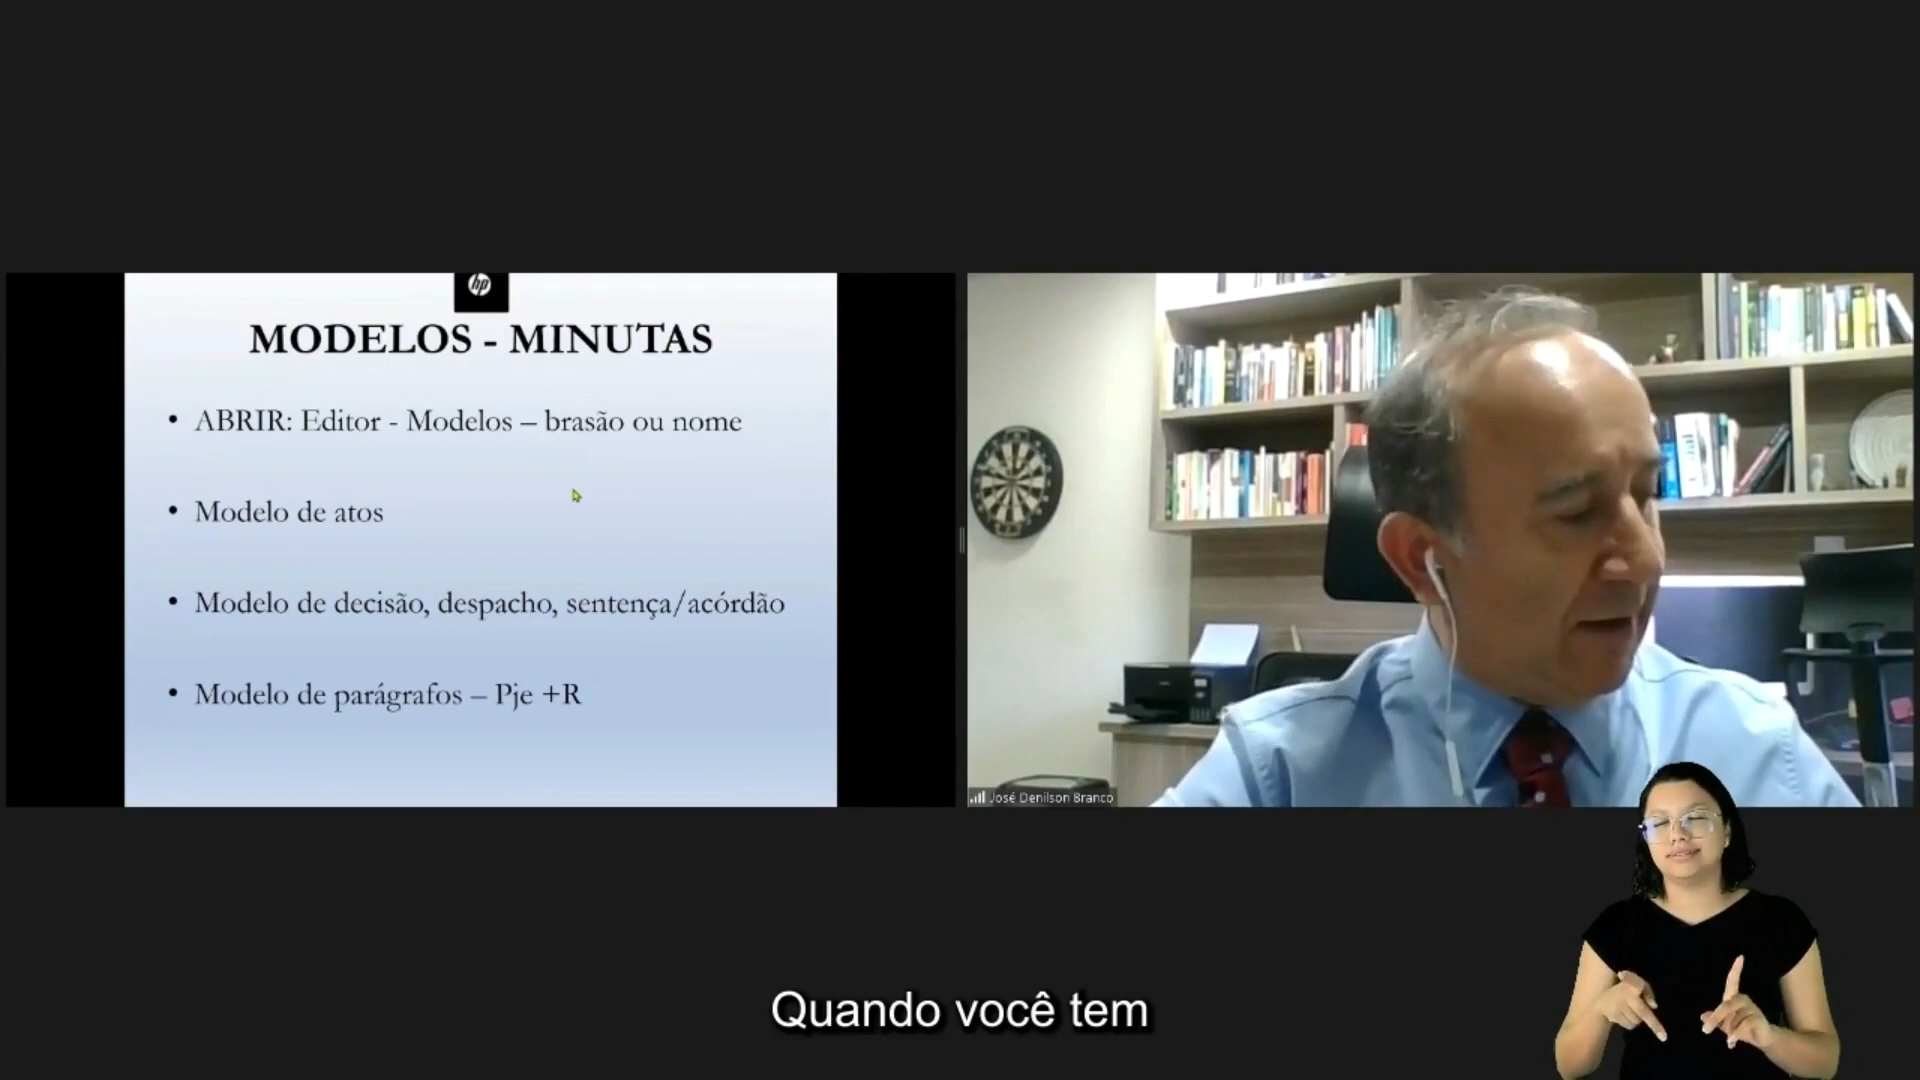 hp
MODELOS - MINUTAS
• ABRIR: Editor - Modelos – brasão ou nome
• Modelo de atos
• Modelo de decisão, despacho, sentença/acórdão
• Modelo de parágrafos – Pje +R
José Denilson Branco
Quando você tem